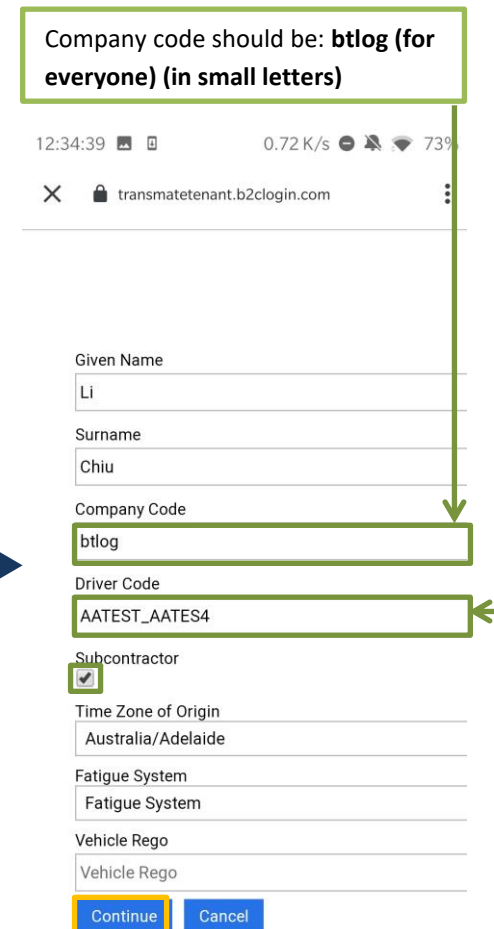 Company code should be: btlog (for
everyone) (in small letters)
12:34:39 0.72 K/s 73%
transmatetenant.b2clogin.com
Given Name
Li
Surname
Chiu
Company Code
btlog
Driver Code
AATEST_AATES4
Subcontractor
Time Zone of Origin
Australia/Adelaide
Fatigue System
Fatigue System
Vehicle Rego
Vehicle Rego
Continue Cancel